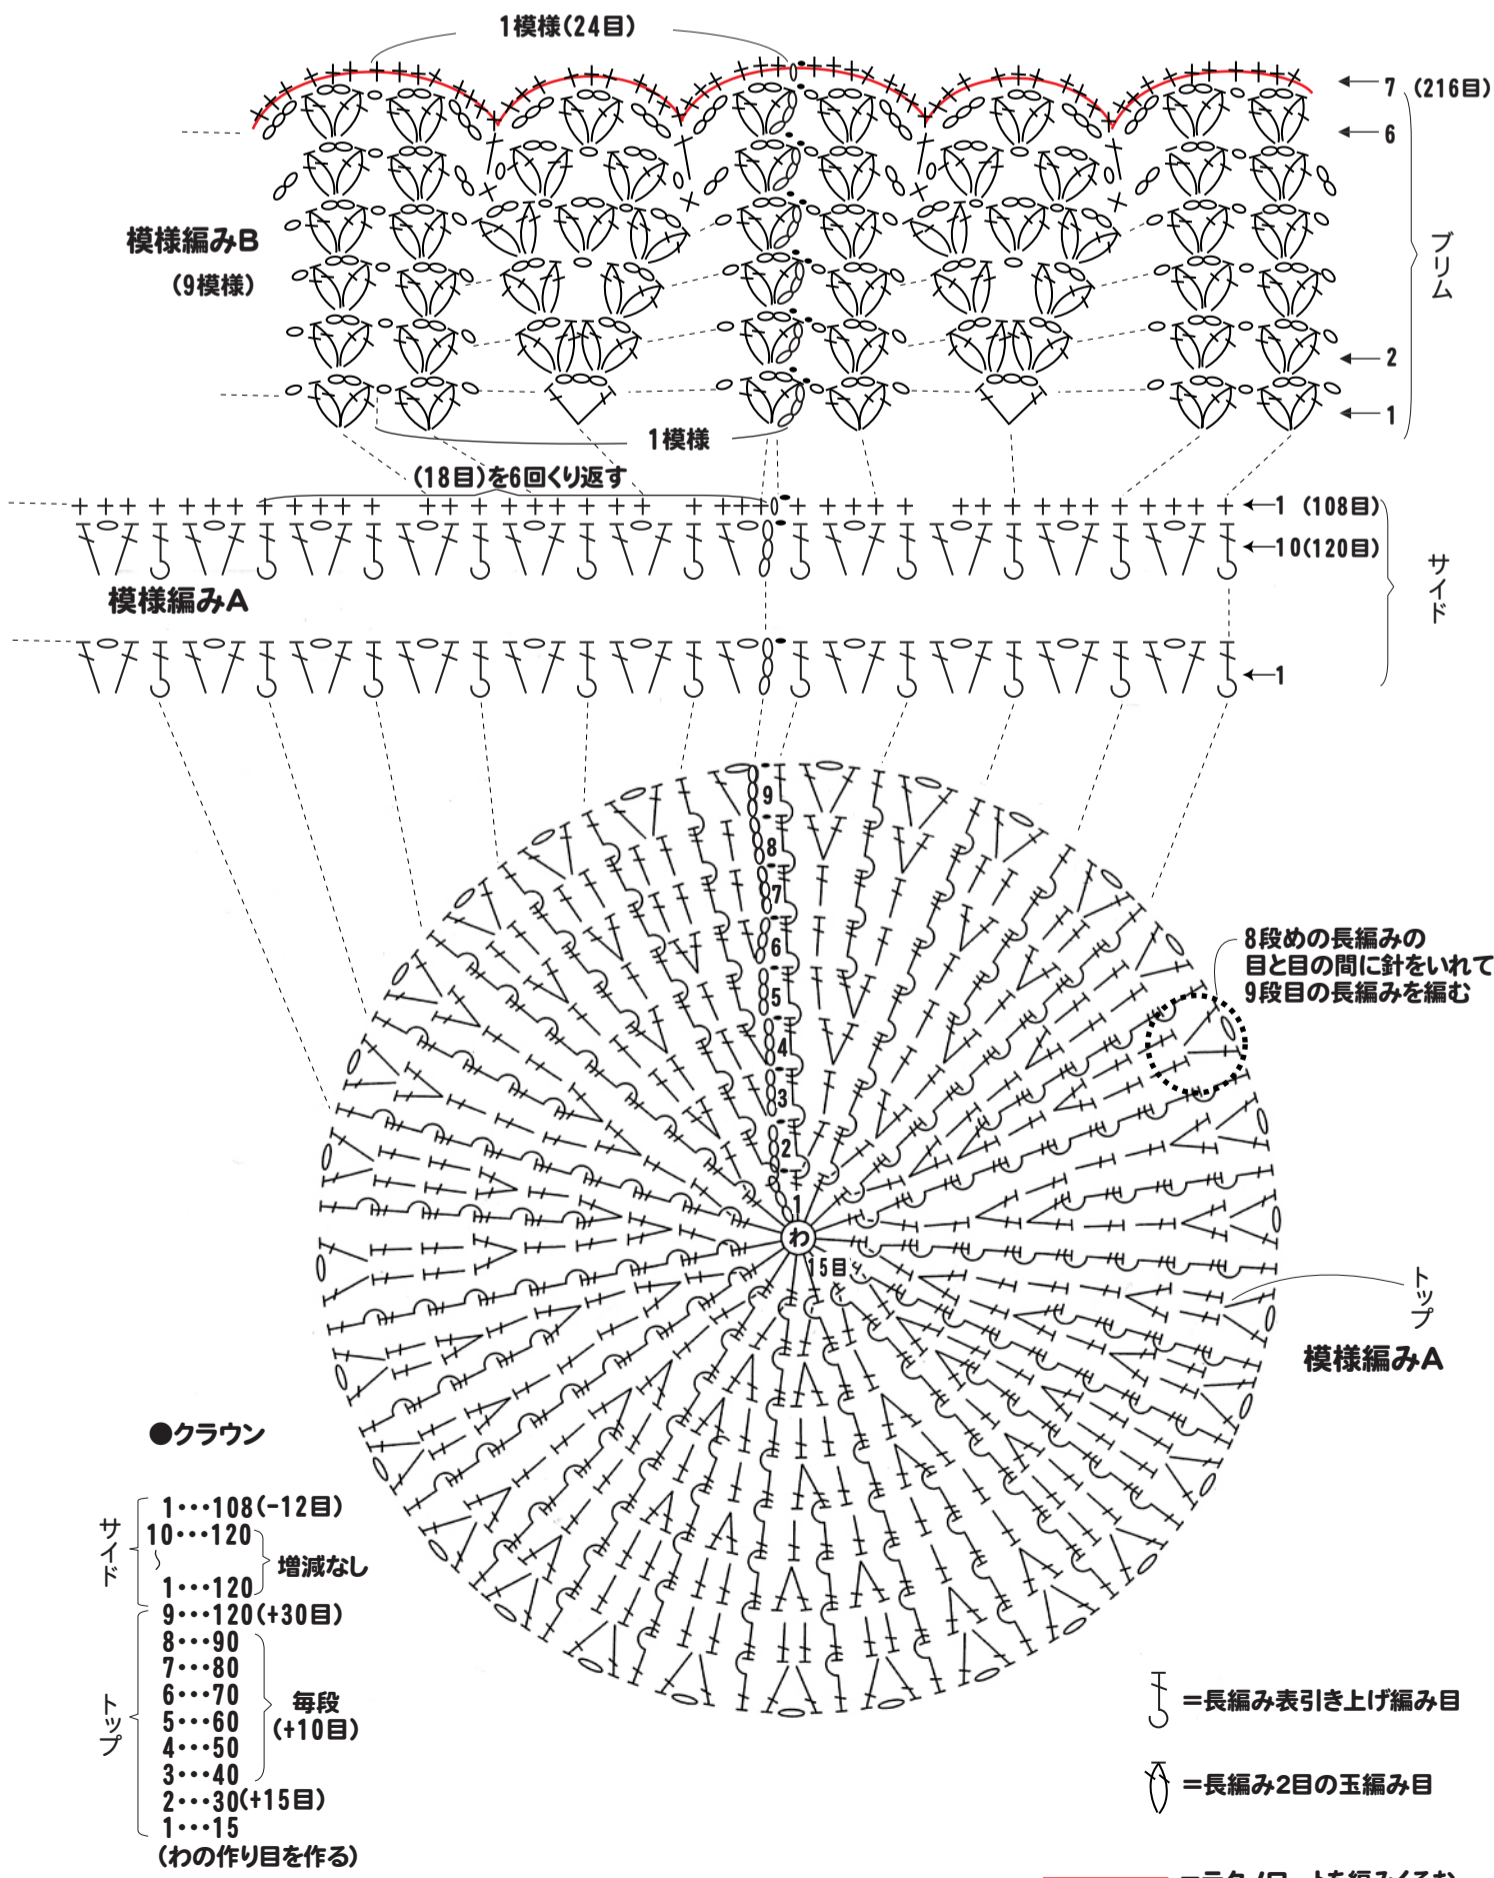 1模様(24目)
7 (216目)
6
模様編みB
(9模様)
ブリム
2
1
1模様
(18目)を6回くり返す
1 (108目)
10(120目)
サイド
模様編みA
1
9
8
7
6
5
4
3
2
1
わ
15目
8段めの長編みの
目と目の間に針をいれて
9段目の長編みを編む
トップ
模様編みA
●クラウン
サイド
1・・・108(-12目)
10・・・120
〜
増減なし
1・・・120
トップ
9・・・120(+30目)
8・・・90
7・・・80
6・・・70
毎段
(+10目)
5・・・60
4・・・50
3・・・40
2・・・30(+15目)
1・・・15
(わの作り目を作る)
=長編み表引き上げ編み目
=長編み2目の玉編み目